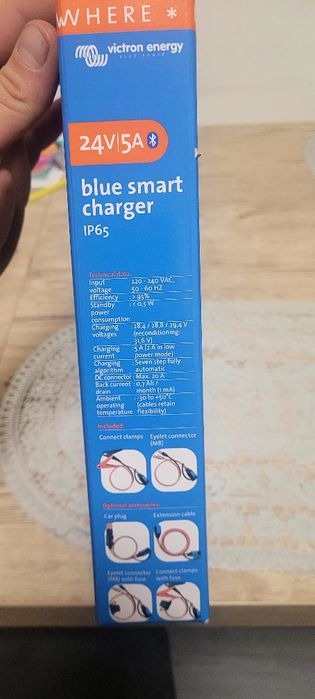 WHERE *
victron energy
BLUE POWER
24V|5A
blue smart
charger
IP65
Technical data
Input voltage : 220 - 240 VAC, 50 - 60 HZ
Efficiency : > 95%
Standby power consumption : < 0,5 W
Charging voltages : 28,4 / 28,8 / 29,4 V (reconditioning: 31,6 V)
Charging current : 5 A (2 A in low power mode)
Charging algorithm : Seven step fully automatic
DC connector : Max. 20 A
Back current drain : 0,7 Ah / month (1 mA)
Ambient operating temperature : -30 to +50°C (cables retain flexibility)
Included:
Connect clamps
Eyelet connector (M8)
Optional accessories:
Car plug
Extension cable
Eyelet connector (M8) with fuse
Connect clamps with fuse